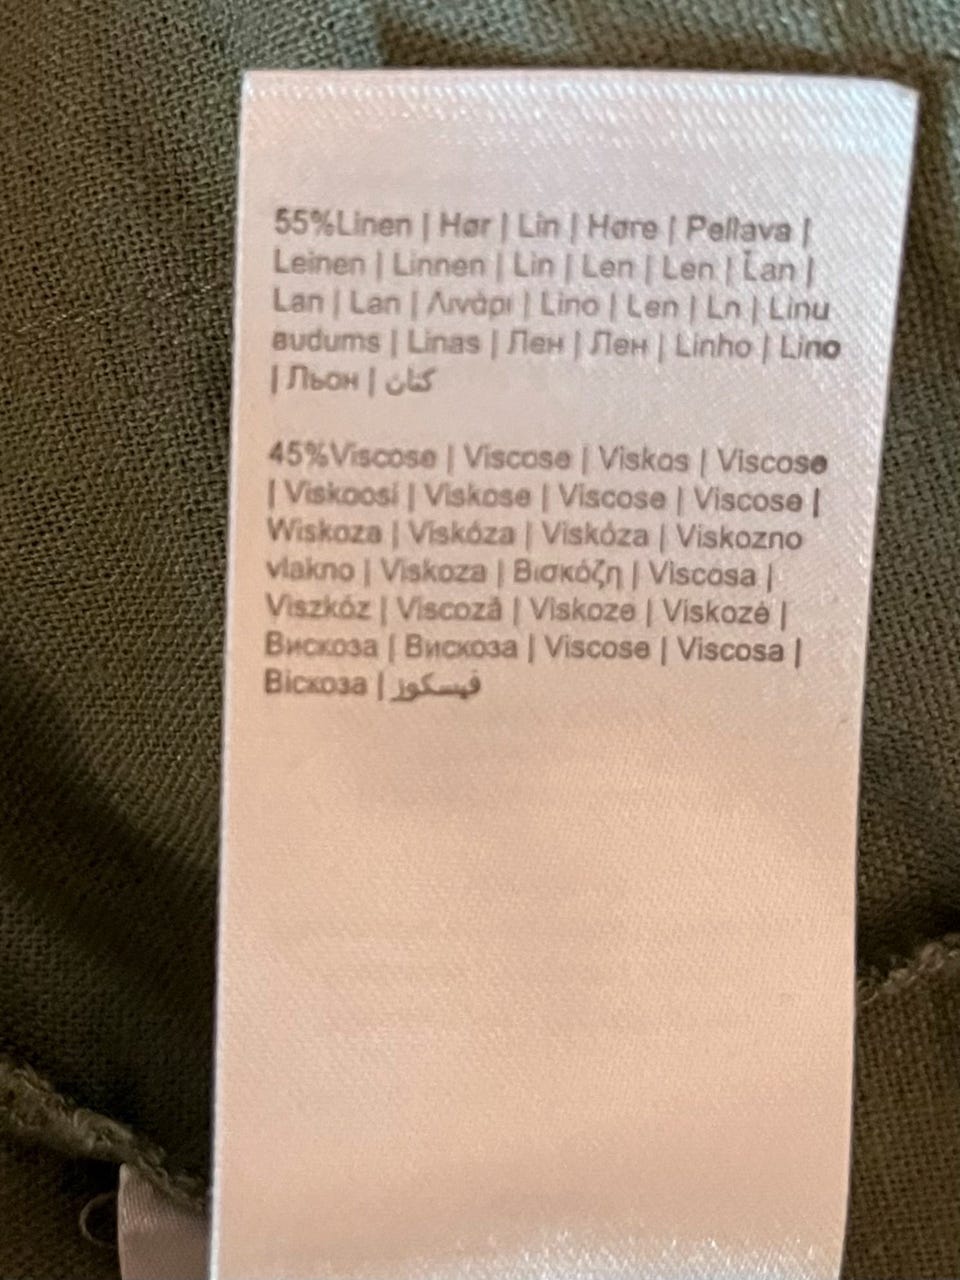 55%Linen | Hør | Lin | Høre | Pellava |
Leinen | Linnen | Lin | Len | Len | Ľan |
Lan | Lan | Λινάρι | Lino | Len | Ln | Linu
audums | Linas | Лен | Лен | Linho | Lino
| Льон | كتان
45%Viscose | Viscose | Viskos | Viscose
| Viskoosi | Viskose | Viscose | Viscose |
Wiskoza | Viskóza | Viskóza | Viskozno
vlakno | Viskoza | Βισκόζη | Viscosa |
Viszkóz | Viscoză | Viskoze | Viskozė |
Вискоза | Вискоза | Viscose | Viscosa |
Віскоза | فيسكوز